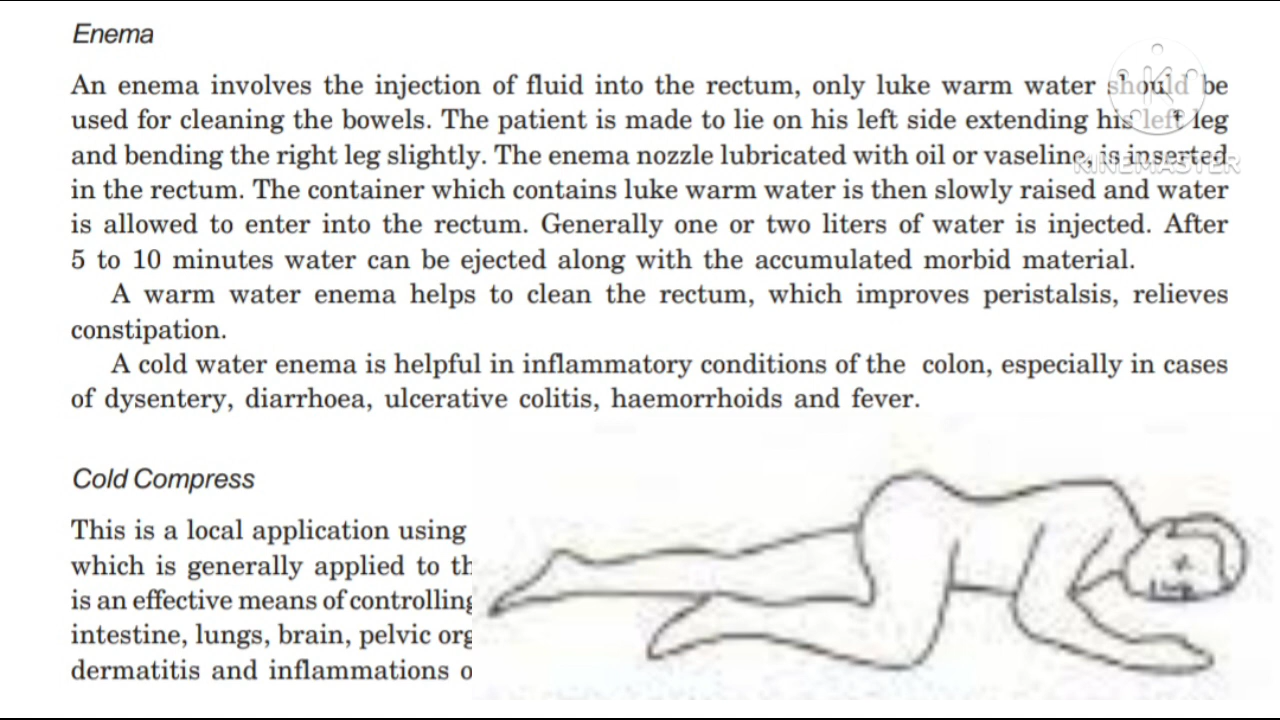 Enema
An enema involves the injection of fluid into the rectum, only luke warm water should be
used for cleaning the bowels. The patient is made to lie on his left side extending his left leg
and bending the right leg slightly. The enema nozzle lubricated with oil or vaseline, is inserted
in the rectum. The container which contains luke warm water is then slowly raised and water
is allowed to enter into the rectum. Generally one or two liters of water is injected. After
5 to 10 minutes water can be ejected along with the accumulated morbid material.
A warm water enema helps to clean the rectum, which improves peristalsis, relieves
constipation.
A cold water enema is helpful in inflammatory conditions of the colon, especially in cases
of dysentery, diarrhoea, ulcerative colitis, haemorrhoids and fever.
Cold Compress
This is a local application using
which is generally applied to
is an effective means of controlling
intestine, lungs, brain, pelvic
dermatitis and inflammations
KINEMASTER